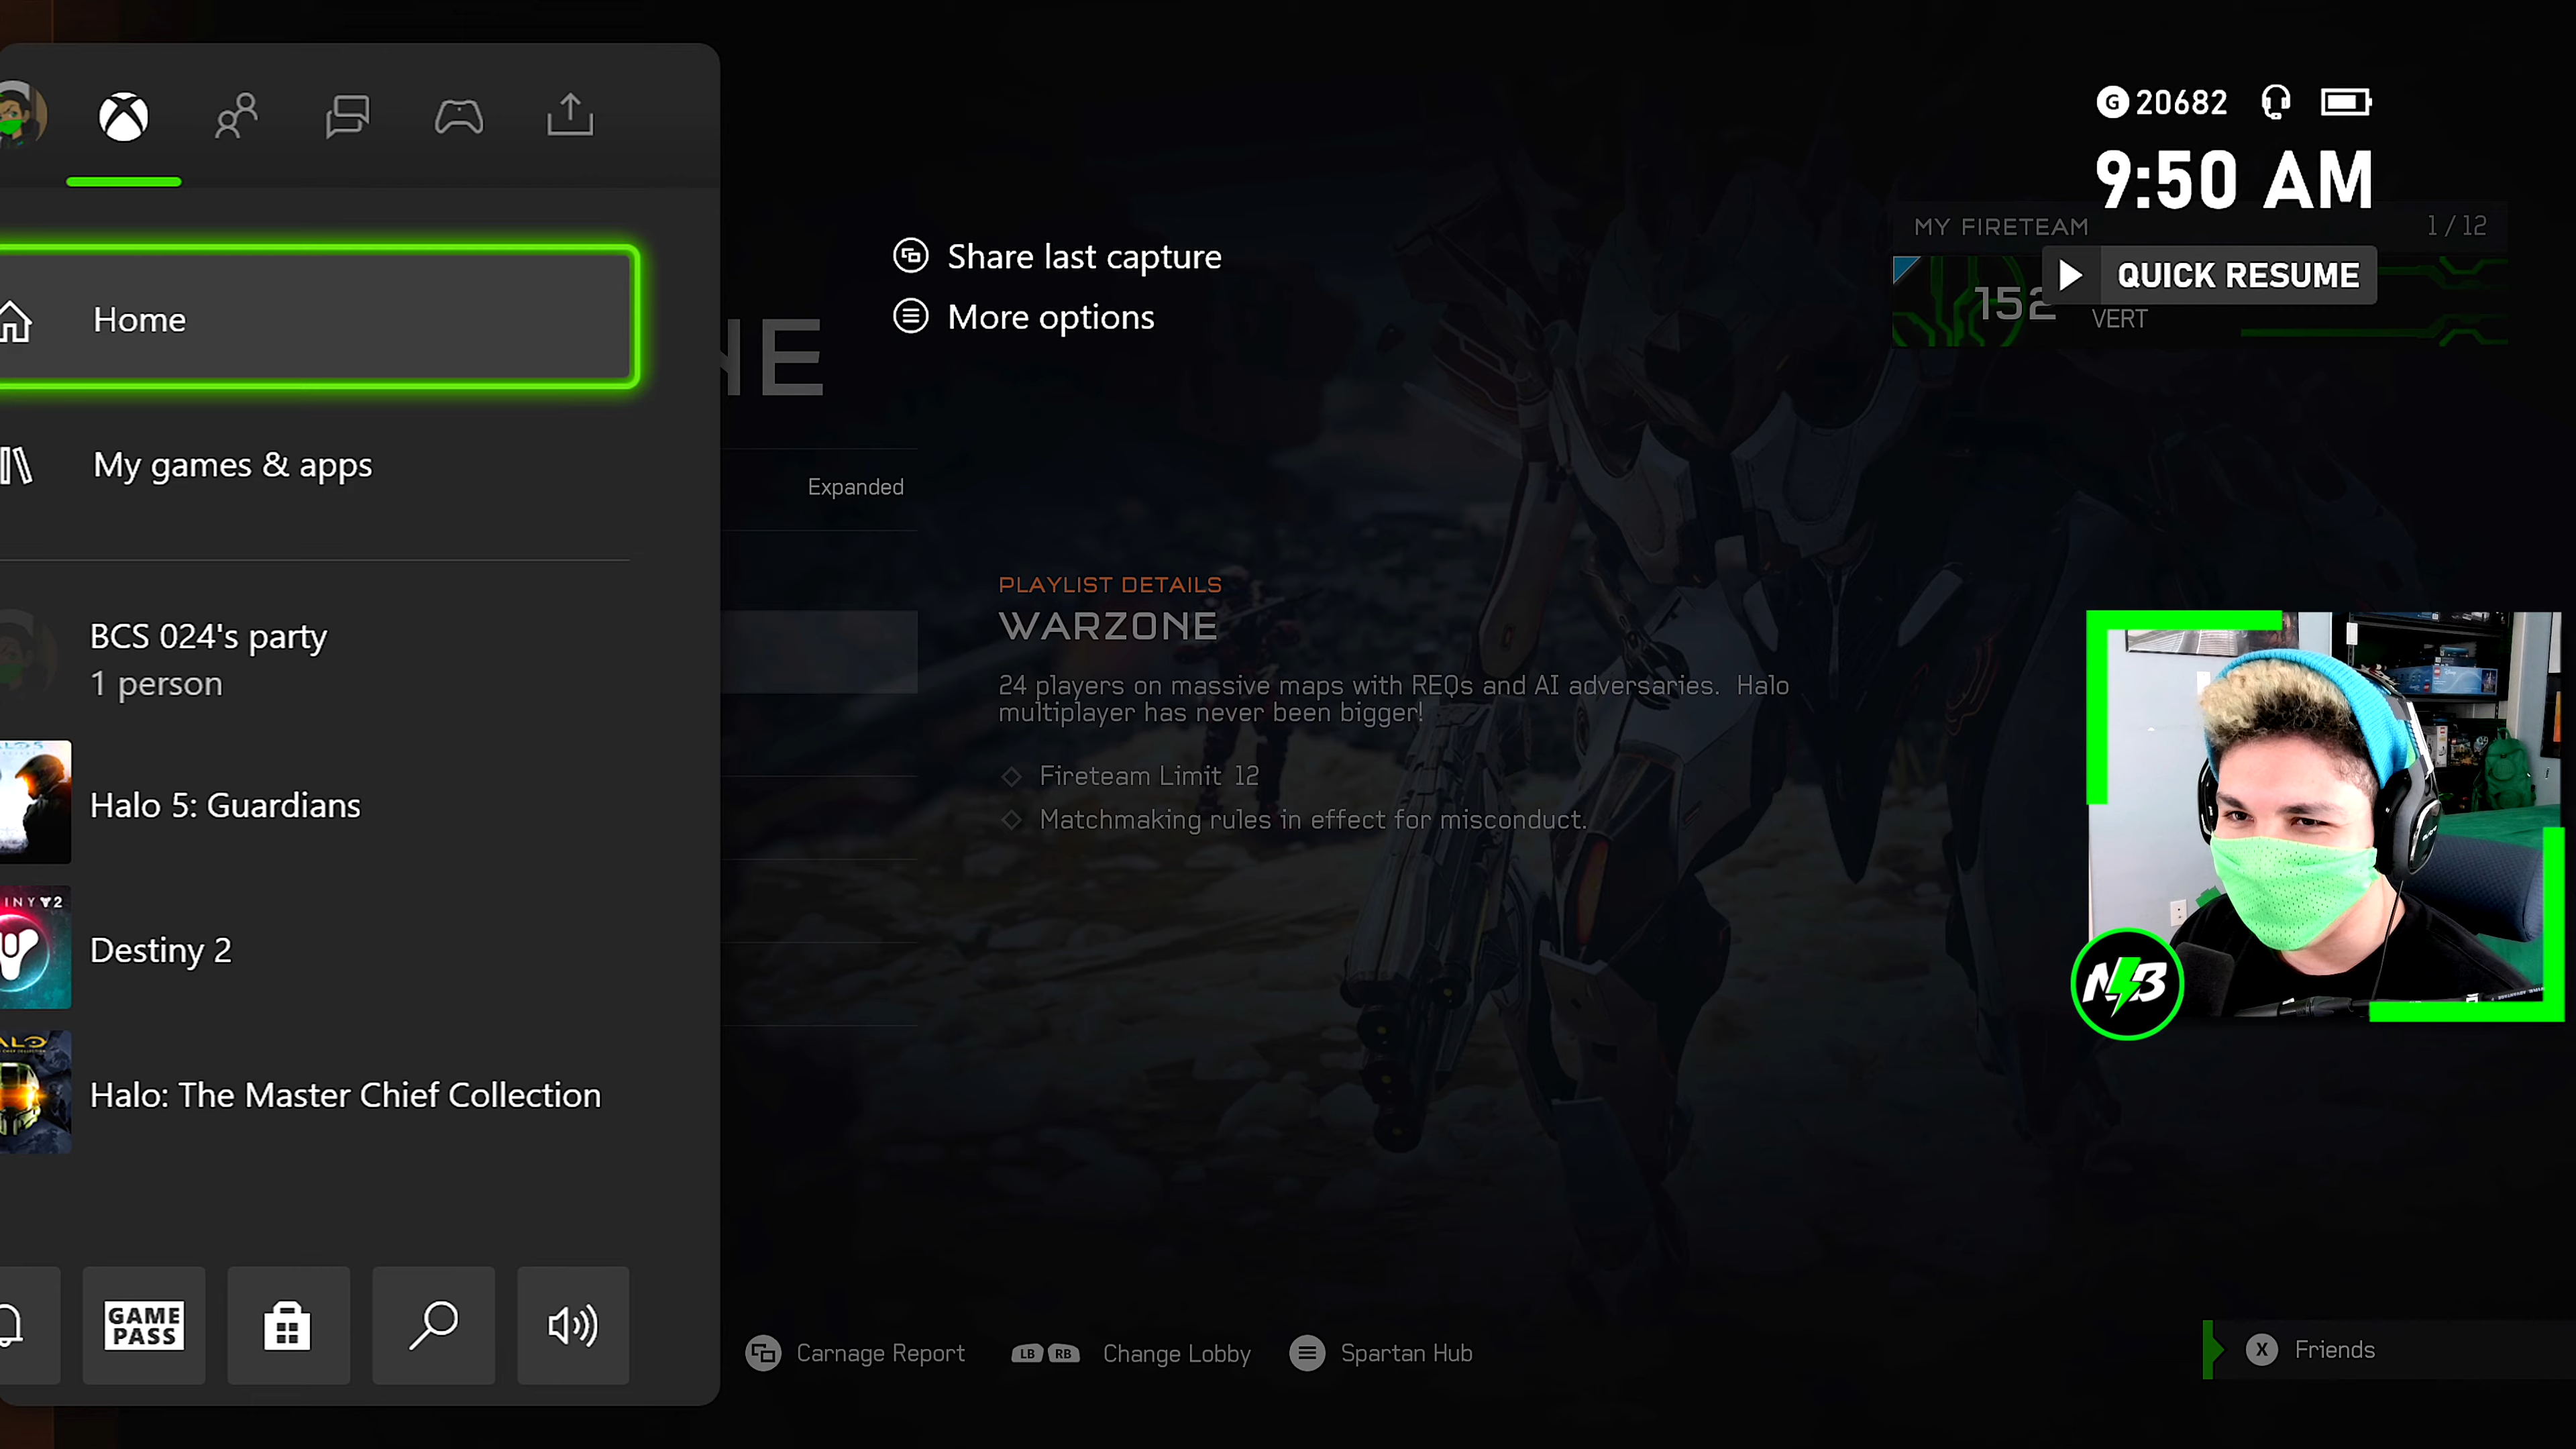 G 20682
9:50 AM
QUICK RESUME
Share last capture
More options
Home
My games & apps
BCS 024's party
1 person
Halo 5: Guardians
Destiny 2
Halo: The Master Chief Collection
GAME
PASS
NE
Expanded
PLAYLIST DETAILS
WARZONE
24 players on massive maps with REQs and AI adversaries. Halo
multiplayer has never been bigger!
Fireteam Limit 12
Matchmaking rules in effect for misconduct.
MY FIRETEAM 1 / 12
152
VERT
NB
Carnage Report
LB RB Change Lobby
Spartan Hub
X Friends